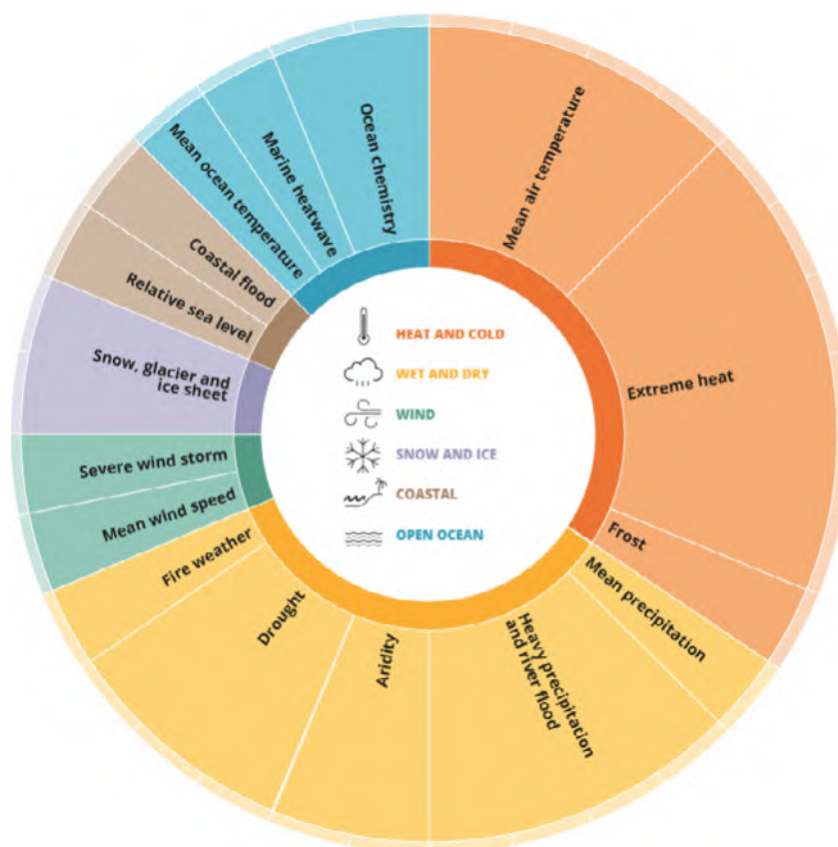 Mean air temperature
Extreme heat
Frost
Mean precipitation
Heavy precipitation
and river flood
Aridity
Drought
Fire weather
Mean wind speed
Severe wind storm
Snow, glacier and
ice sheet
Relative sea level
Coastal flood
Mean ocean temperature
Marine heatwave
Ocean chemistry
HEAT AND COLD
WET AND DRY
WIND
SNOW AND ICE
COASTAL
OPEN OCEAN